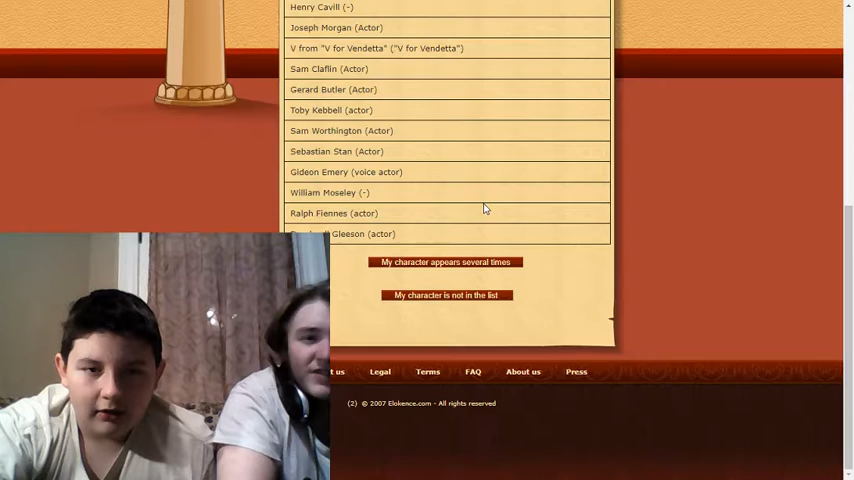 Henry Cavill (-)
Joseph Morgan (Actor)
V from "V for Vendetta" ("V for Vendetta")
Sam Claflin (Actor)
Gerard Butler (Actor)
Toby Kebbell (actor)
Sam Worthington (Actor)
Sebastian Stan (Actor)
Gideon Emery (voice actor)
William Moseley (-)
Ralph Fiennes (actor)
Gleeson (actor)
My character appears several times
My character is not in the list
us Legal Terms FAQ About us Press
(2) © 2007 Elokence.com - All rights reserved